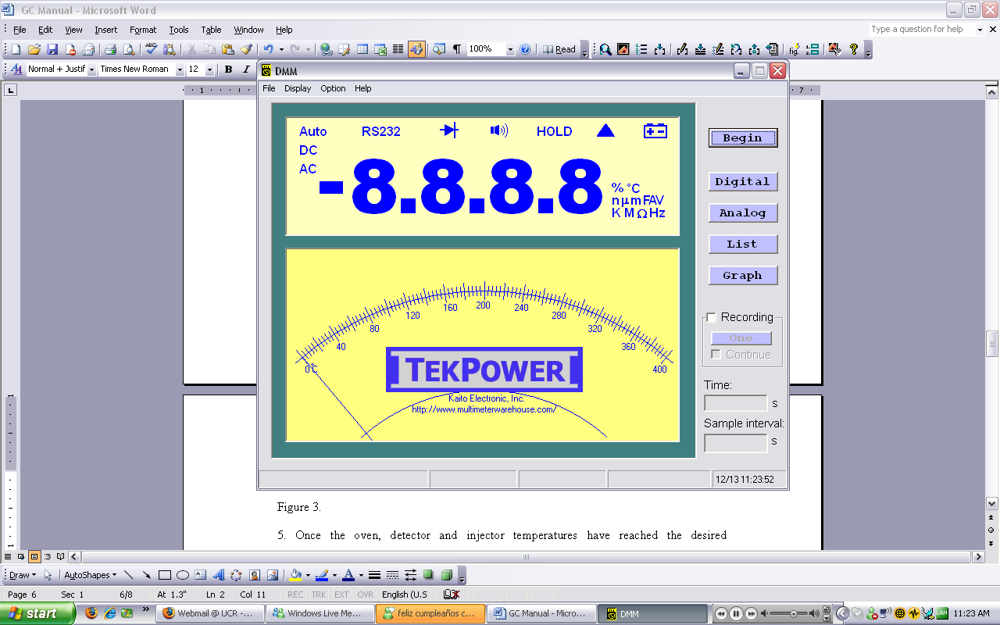 GC Manual - Microsoft Word
File Edit View Insert Format Tools Table Window Help
Type a question for help
100%
Read
Normal + Justif
Times New Roman
12
B I
DMM
1
7
File Display Option Help
Auto RS232 HOLD
DC
AC
-8.8.8.8
% °C
n µ m F A V
K M Ω Hz
Begin
Digital
Analog
List
Graph
0°C 40 80 120 160 200 240 280 320 360 400
TEKPOWER
Kaito Electronic, Inc.
http://www.multimeterwarehouse.com/
Recording
One
Continue
Time:
s
Sample interval:
s
12/13 11:23:52
Figure 3.
5. Once the oven, detector and injector temperatures have reached the desired
Draw AutoShapes
Page 6 Sec 1 6/8 At 1.3" Ln 2 Col 11 REC TRK EXT OVR English (U.S
start
Webmail @ UCR -...
Windows Live Me...
feliz cumpleaños c...
GC Manual - Micro...
DMM
11:23 AM